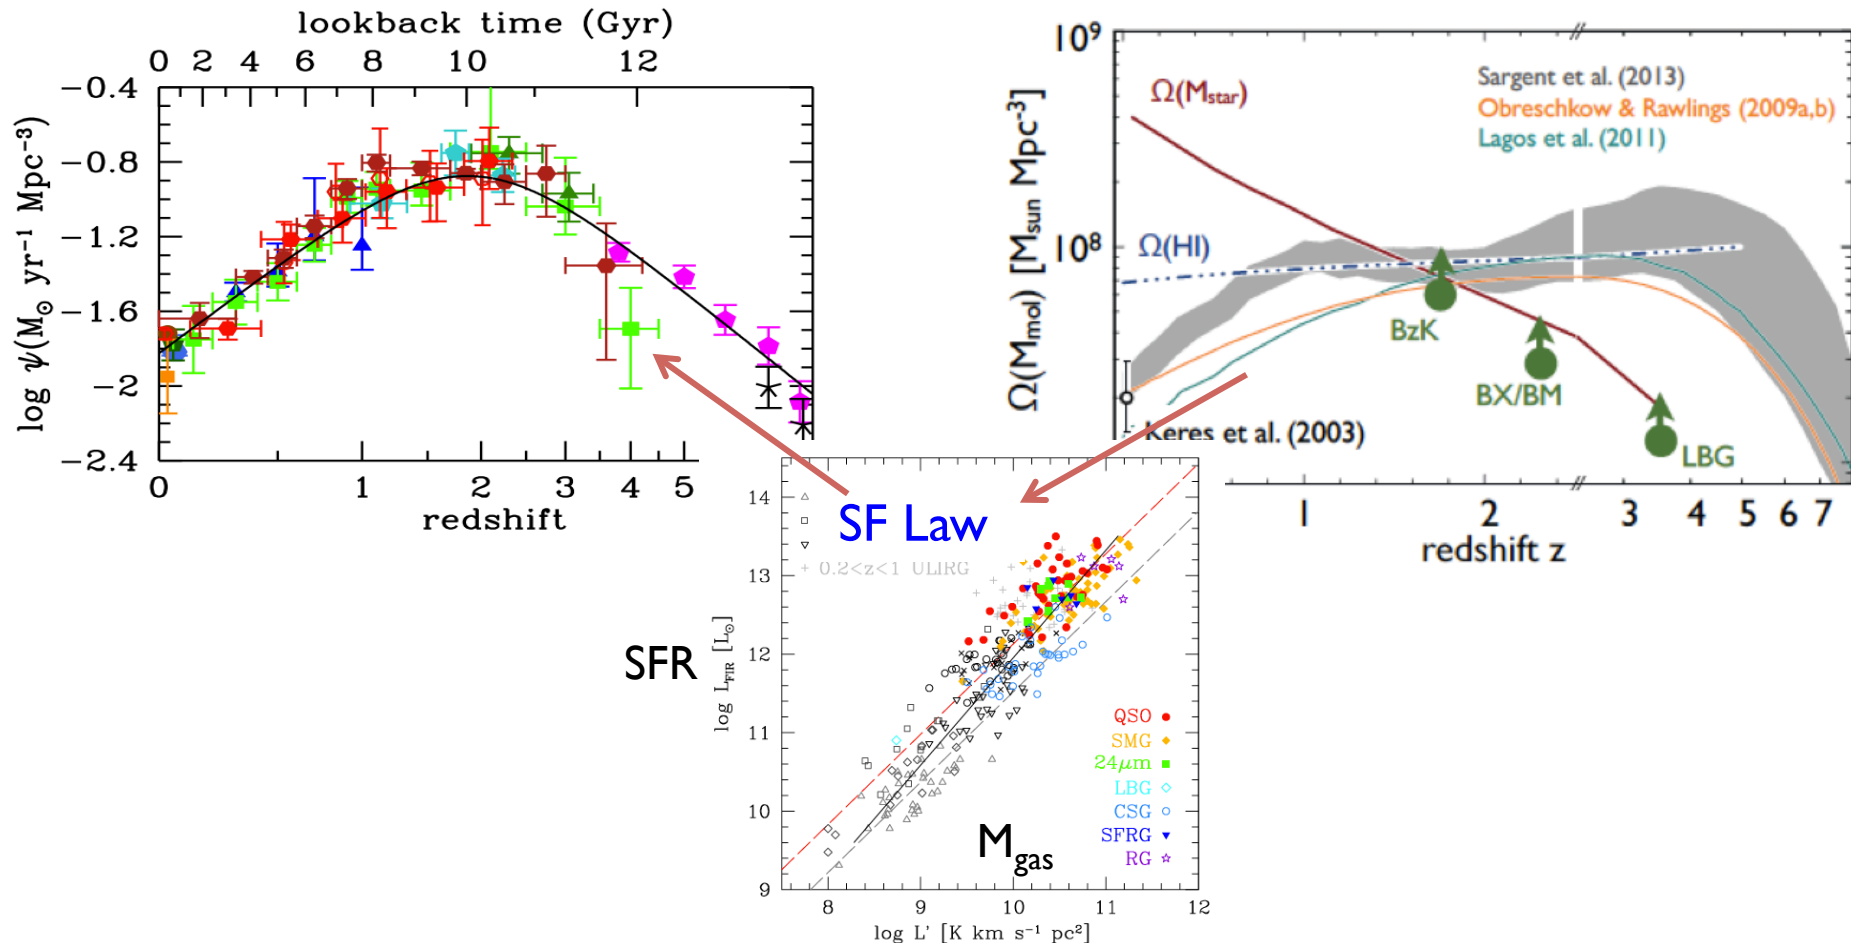 lookback time (Gyr)
0 2 4 6 8 10 12
−0.4
−0.8
−1.2
−1.6
−2
−2.4
log ψ(M⊙ yr⁻¹ Mpc⁻³)
0 1 2 3 4 5
redshift
10⁹
10⁸
Ω(M_mol) [M_sun Mpc⁻³]
Ω(M_star)
Ω(HI)
Sargent et al. (2013)
Obreschkow & Rawlings (2009a,b)
Lagos et al. (2011)
BzK
BX/BM
LBG
Keres et al. (2003)
1 2 3 4 5 6 7
redshift z
SF Law
0.2<z<1 ULIRG
SFR
log L_FIR [L⊙]
14
13
12
11
10
9
QSO
SMG
24μm
LBG
CSG
SFRG
RG
M_gas
8 9 10 11 12
log L' [K km s⁻¹ pc²]